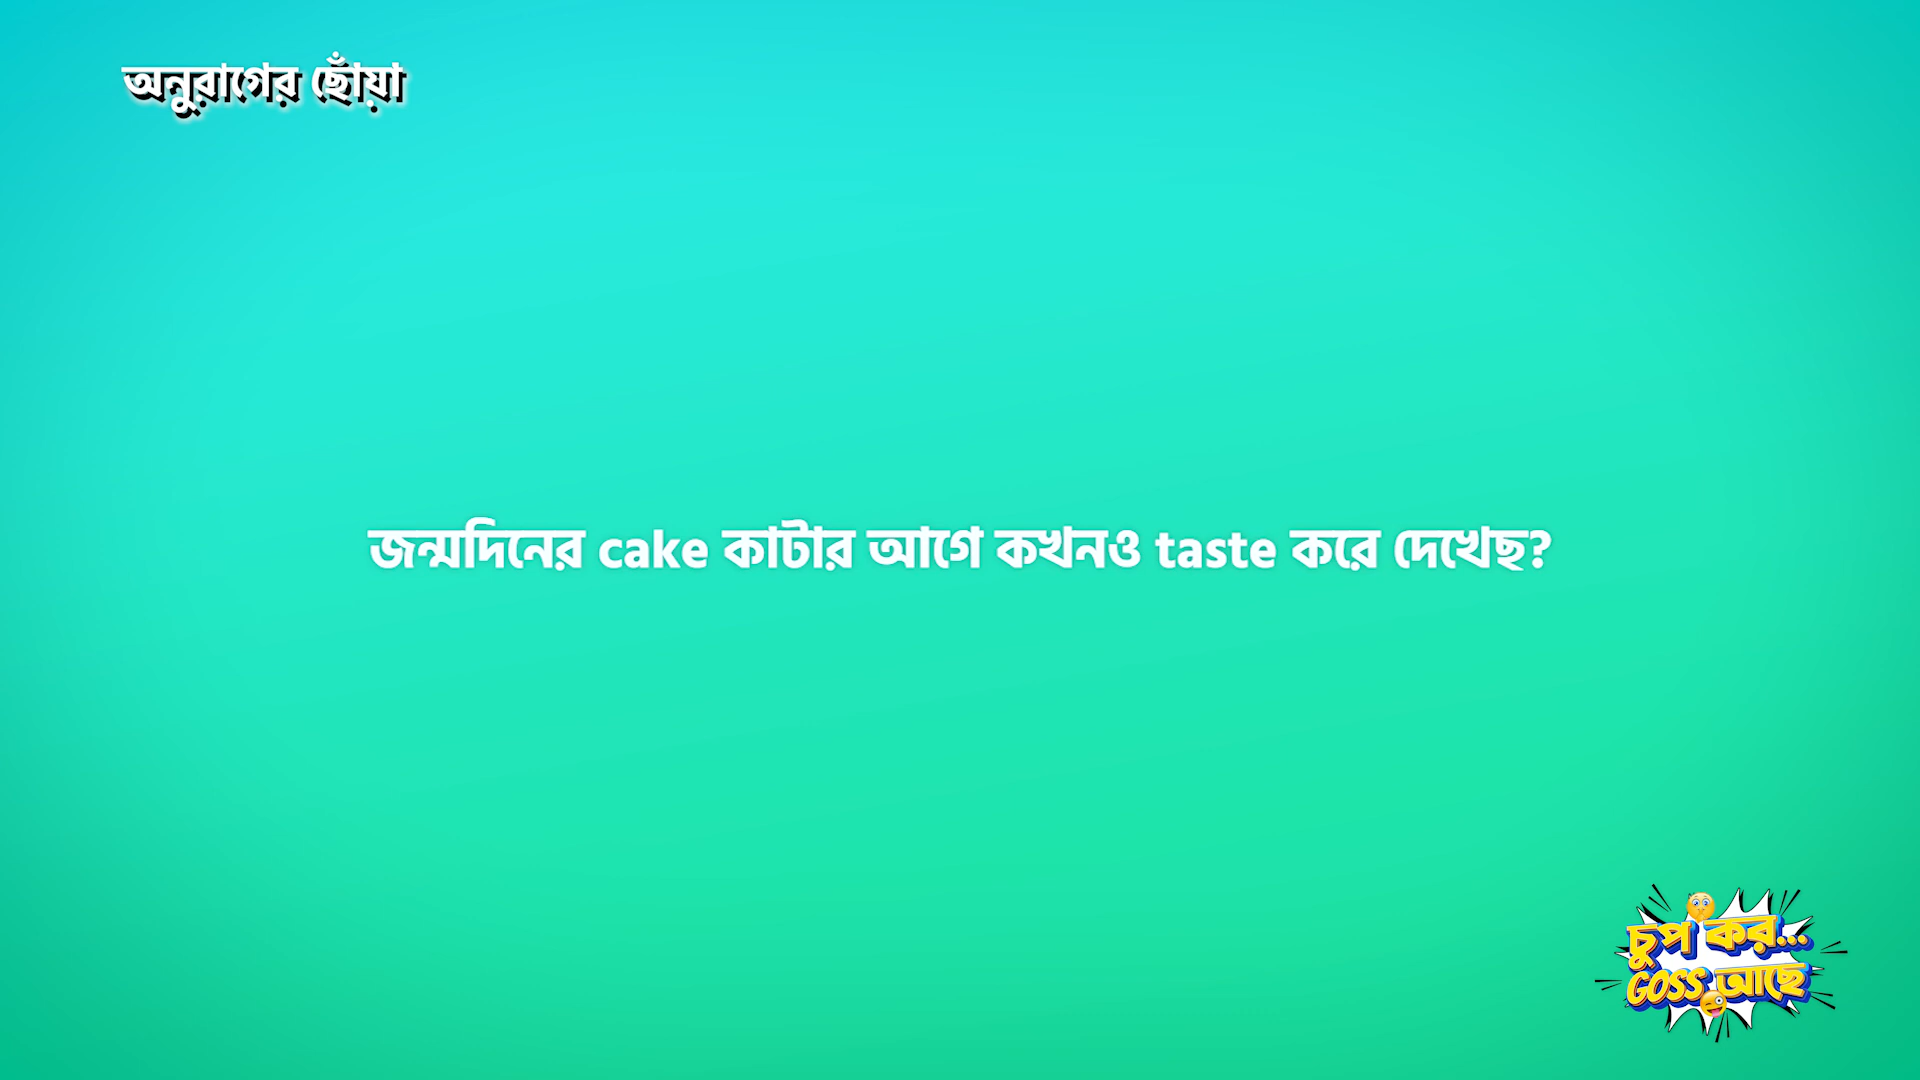 অনুরাগের ছোঁয়া
জন্মদিনের cake কাটার আগে কখনও taste করে দেখেছ?
চুপ কর...
GOSS আছে